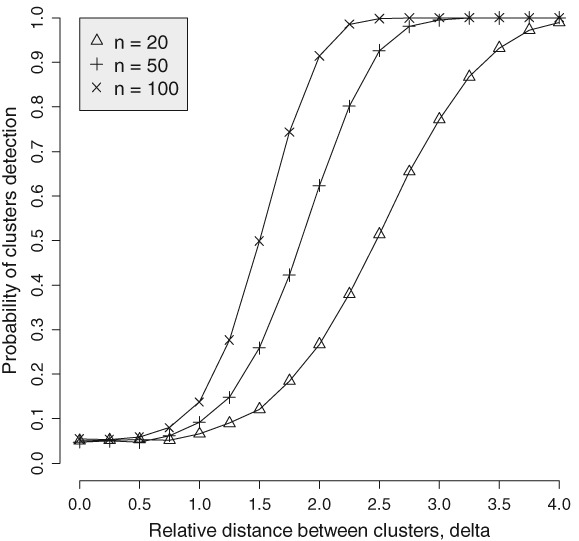 n = 20
n = 50
n = 100
Probability of clusters detection
1.0
0.9
0.8
0.7
0.6
0.5
0.4
0.3
0.2
0.1
0.0
0.0 0.5 1.0 1.5 2.0 2.5 3.0 3.5 4.0
Relative distance between clusters, delta